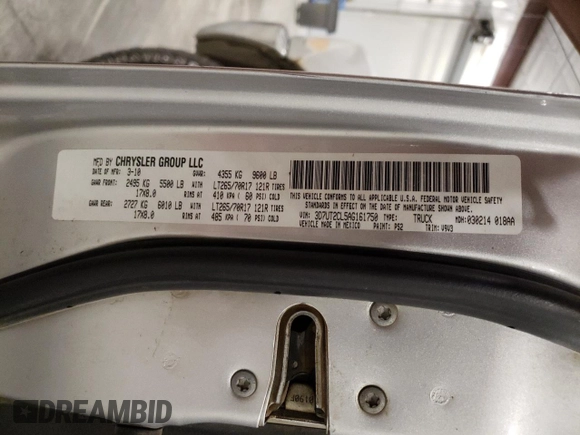 MFD BY CHRYSLER GROUP LLC
DATE OF MFR: 3-10 GVWR: 4355 KG 9600 LB
GAWR FRONT: 2495 KG 5500 LB WITH LT265/70R17 121R TIRES
17X8.0 RIMS AT 410 KPA ( 60 PSI) COLD
GAWR REAR: 2727 KG 6010 LB WITH LT265/70R17 121R TIRES
17X8.0 RIMS AT 485 KPA ( 70 PSI) COLD
THIS VEHICLE CONFORMS TO ALL APPLICABLE U.S.A. FEDERAL MOTOR VEHICLE SAFETY
STANDARDS IN EFFECT ON THE DATE OF MANUFACTURE SHOWN ABOVE.
VIN: 3D7UT2CL5AG161750 TYPE: TRUCK MDH: 030214 018AA
VEHICLE MADE IN MEXICO PAINT: PS2 TRIM: V9V3
DREAMBID